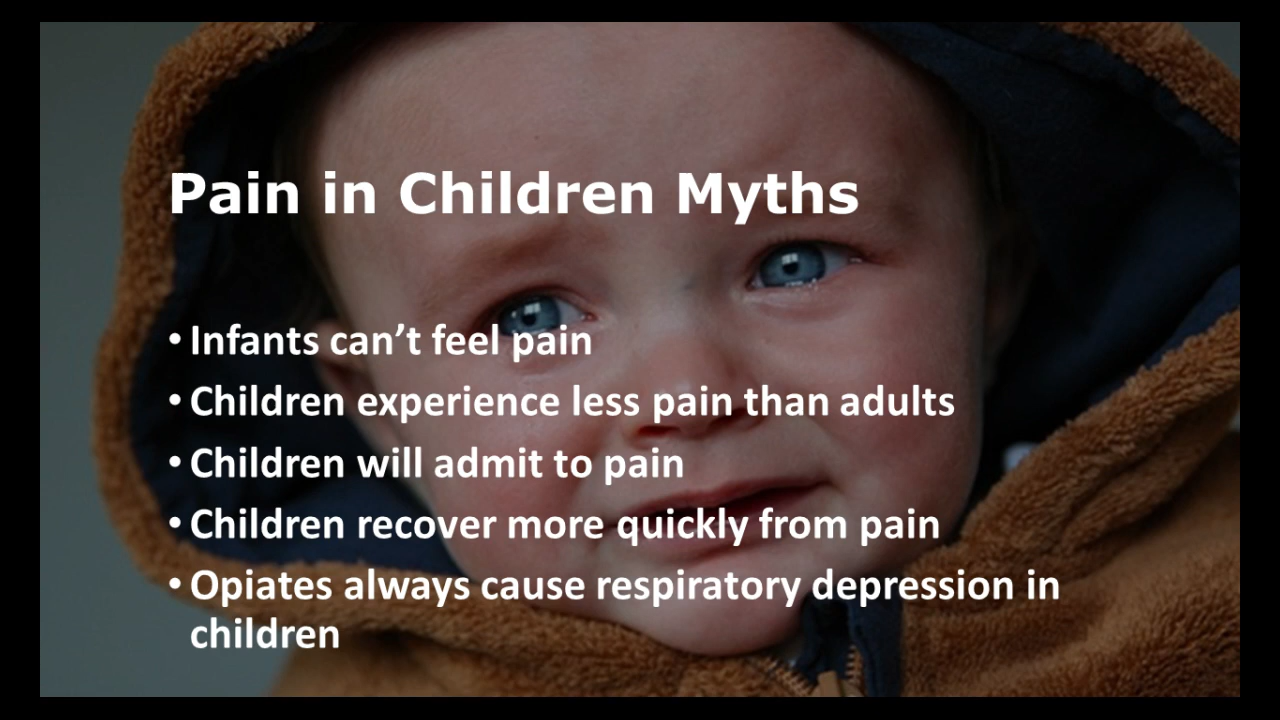 Pain in Children Myths
• Infants can’t feel pain
• Children experience less pain than adults
• Children will admit to pain
• Children recover more quickly from pain
• Opiates always cause respiratory depression in
children